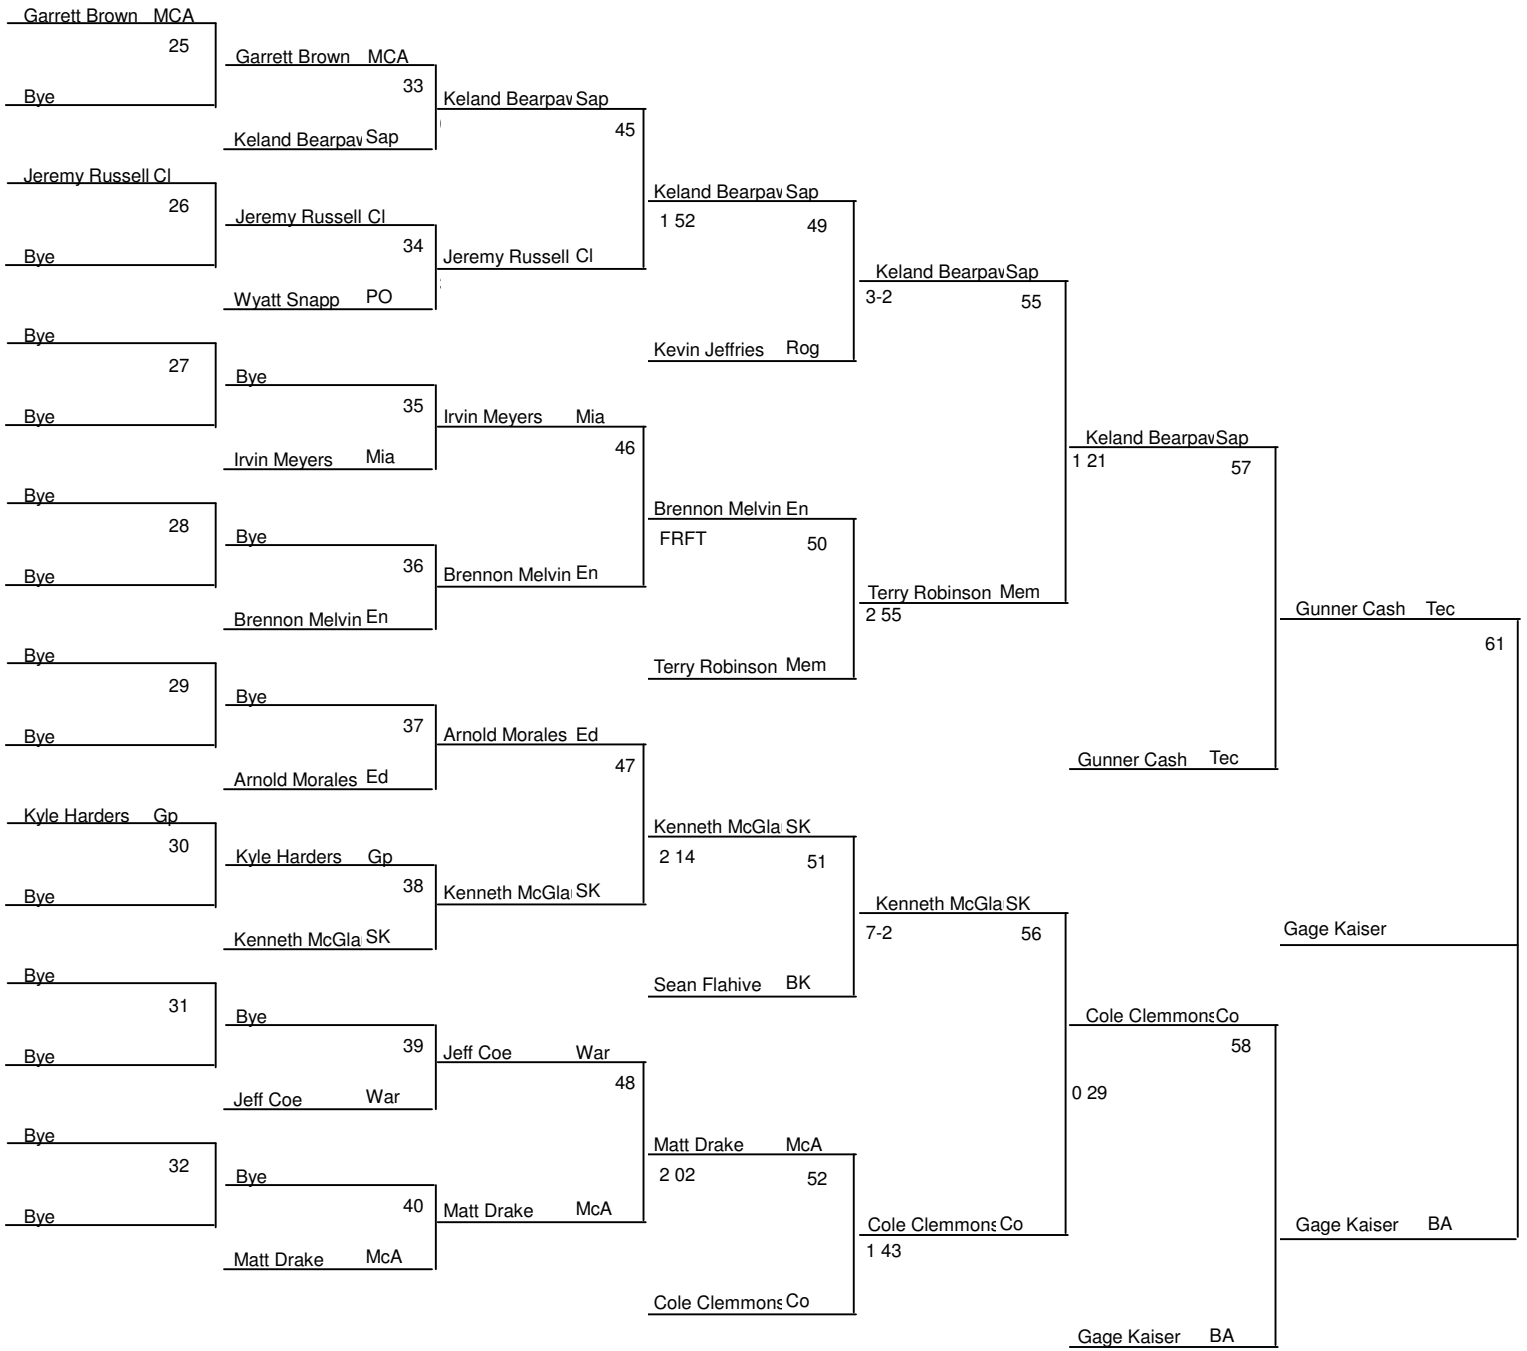 Garrett Brown MCA
25
Bye
Jeremy Russell Cl
26
Bye
Bye
27
Bye
Bye
28
Bye
Bye
29
Bye
Kyle Harders Gp
30
Bye
Bye
31
Bye
Bye
32
Bye
Garrett Brown MCA
33
Keland Bearpaw Sap
Jeremy Russell Cl
34
Wyatt Snapp PO
Bye
35
Irvin Meyers Mia
Bye
36
Brennon Melvin En
Bye
37
Arnold Morales Ed
Kyle Harders Gp
38
Kenneth McGla SK
Bye
39
Jeff Coe War
Bye
40
Matt Drake McA
Keland Bearpaw Sap
45
Jeremy Russell Cl
Irvin Meyers Mia
46
Brennon Melvin En
Arnold Morales Ed
47
Kenneth McGla SK
Jeff Coe War
48
Matt Drake McA
Keland Bearpaw Sap
1 52 49
Kevin Jeffries Rog
Brennon Melvin En
FRFT 50
Terry Robinson Mem
Kenneth McGla SK
2 14 51
Sean Flahive BK
Matt Drake McA
2 02 52
Cole Clemmons Co
Keland Bearpaw Sap
3-2 55
Terry Robinson Mem
2 55
Kenneth McGla SK
7-2 56
Cole Clemmons Co
1 43
Keland Bearpaw Sap
1 21 57
Gunner Cash Tec
Cole Clemmons Co
58
0 29
Gage Kaiser BA
Gunner Cash Tec
61
Gage Kaiser
Gage Kaiser BA